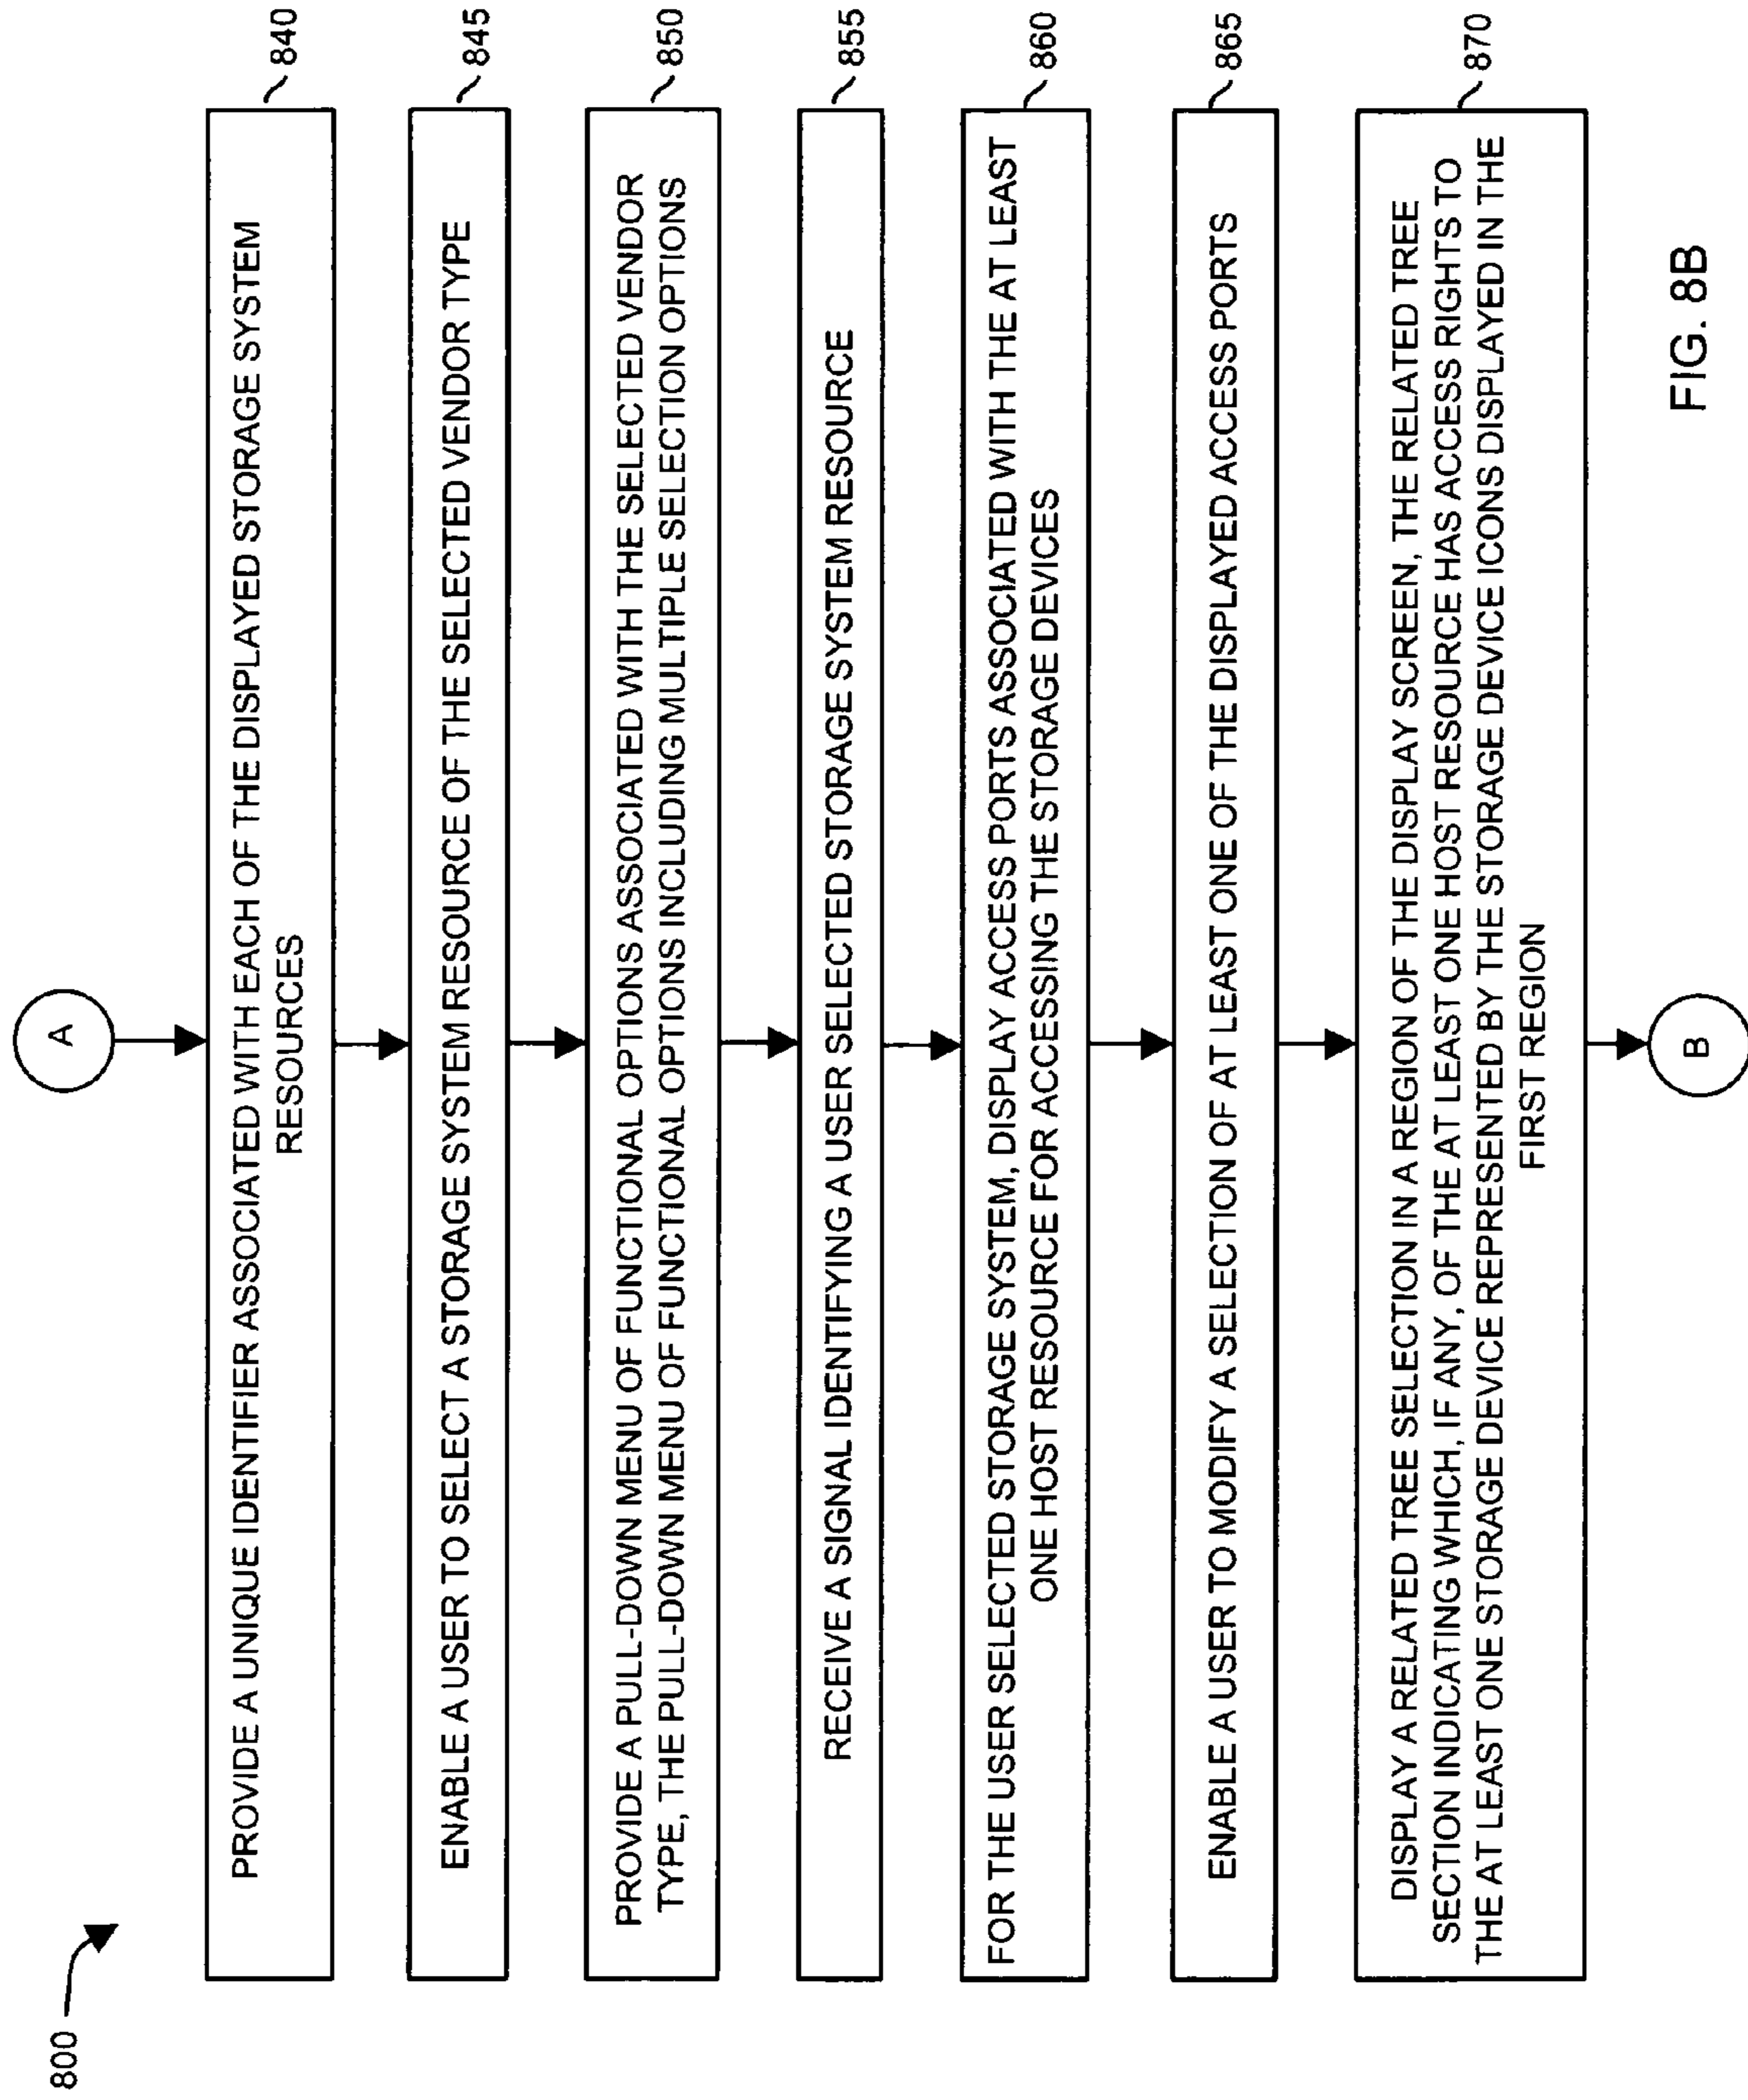 800
A
PROVIDE A UNIQUE IDENTIFIER ASSOCIATED WITH EACH OF THE DISPLAYED STORAGE SYSTEM
RESOURCES
840
ENABLE A USER TO SELECT A STORAGE SYSTEM RESOURCE OF THE SELECTED VENDOR TYPE
845
PROVIDE A PULL-DOWN MENU OF FUNCTIONAL OPTIONS ASSOCIATED WITH THE SELECTED VENDOR
TYPE, THE PULL-DOWN MENU OF FUNCTIONAL OPTIONS INCLUDING MULTIPLE SELECTION OPTIONS
850
RECEIVE A SIGNAL IDENTIFYING A USER SELECTED STORAGE SYSTEM RESOURCE
855
FOR THE USER SELECTED STORAGE SYSTEM, DISPLAY ACCESS PORTS ASSOCIATED WITH THE AT LEAST
ONE HOST RESOURCE FOR ACCESSING THE STORAGE DEVICES
860
ENABLE A USER TO MODIFY A SELECTION OF AT LEAST ONE OF THE DISPLAYED ACCESS PORTS
865
DISPLAY A RELATED TREE SELECTION IN A REGION OF THE DISPLAY SCREEN, THE RELATED TREE
SECTION INDICATING WHICH, IF ANY, OF THE AT LEAST ONE HOST RESOURCE HAS ACCESS RIGHTS TO
THE AT LEAST ONE STORAGE DEVICE REPRESENTED BY THE STORAGE DEVICE ICONS DISPLAYED IN THE
FIRST REGION
870
B
FIG. 8B